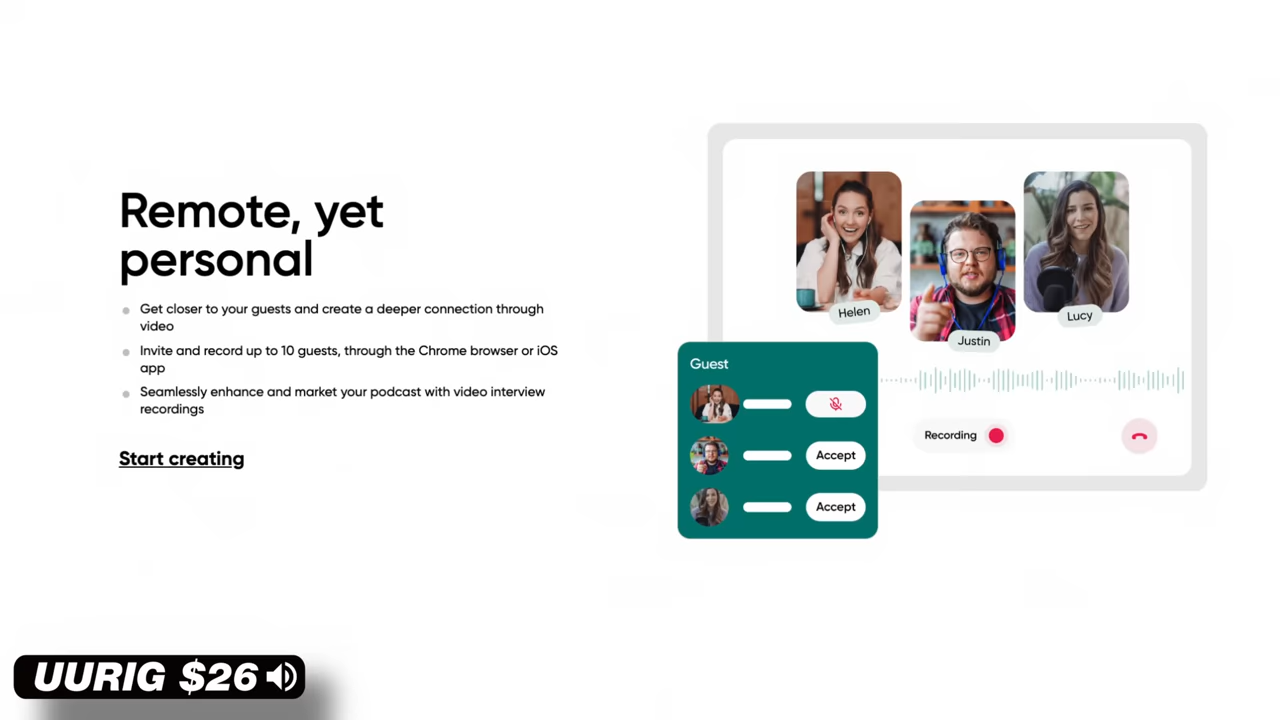 Remote, yet
personal
Get closer to your guests and create a deeper connection through
video
Invite and record up to 10 guests, through the Chrome browser or iOS
app
Seamlessly enhance and market your podcast with video interview
recordings
Start creating
Helen
Justin
Lucy
Guest
Accept
Accept
Recording
UURIG $26